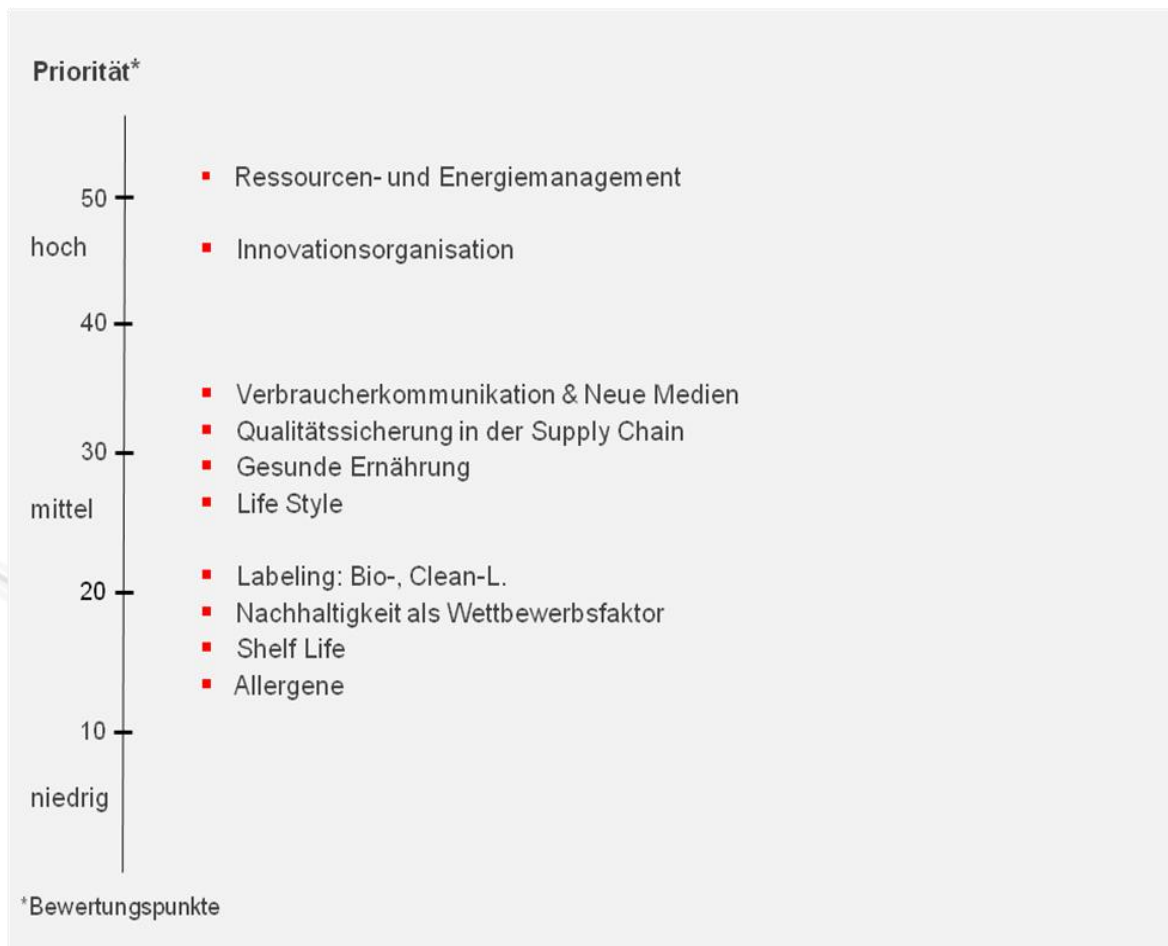 Priorität*
Ressourcen- und Energiemanagement
50
hoch
Innovationsorganisation
40
Verbraucherkommunikation & Neue Medien
Qualitätssicherung in der Supply Chain
30
Gesunde Ernährung
mittel
Life Style
Labeling: Bio-, Clean-L.
20
Nachhaltigkeit als Wettbewerbsfaktor
Shelf Life
Allergene
10
niedrig
*Bewertungspunkte